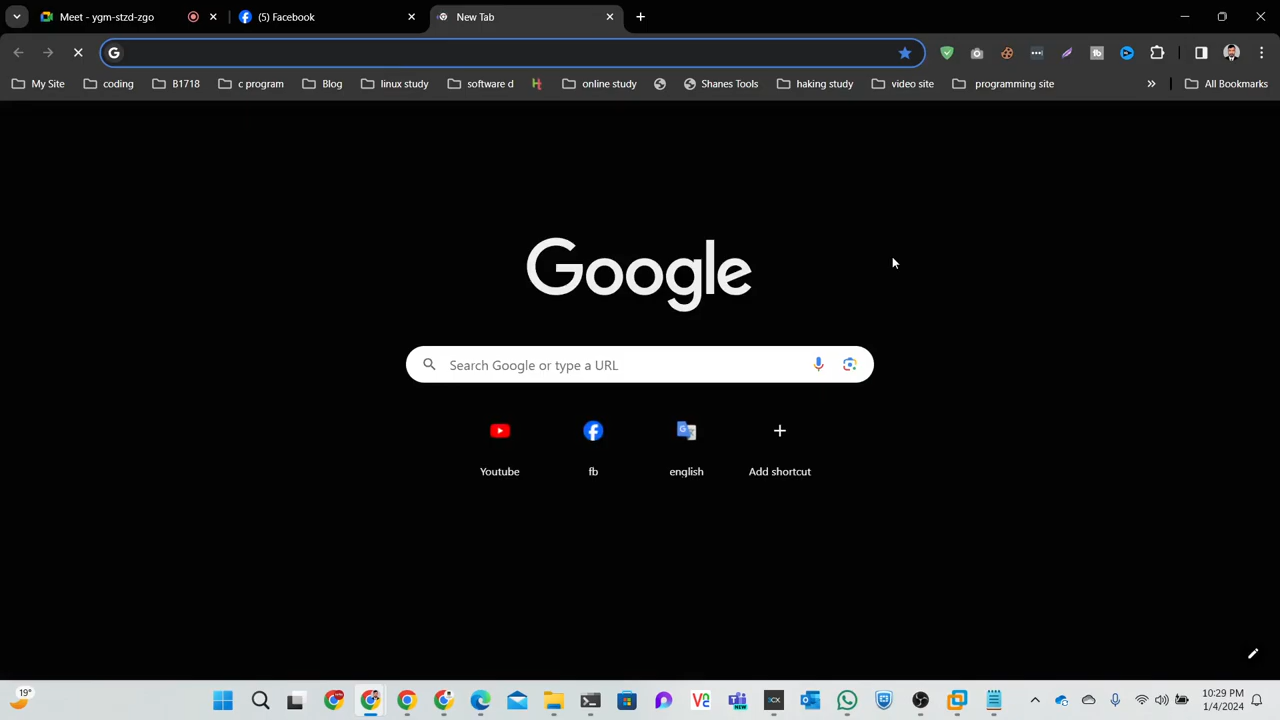 Meet - ygm-stzd-zgo
(5) Facebook
New Tab
My Site
coding
B1718
c program
Blog
linux study
software d
online study
Shanes Tools
haking study
video site
programming site
All Bookmarks
Google
Search Google or type a URL
Youtube
fb
english
Add shortcut
19°
10:29 PM
1/4/2024